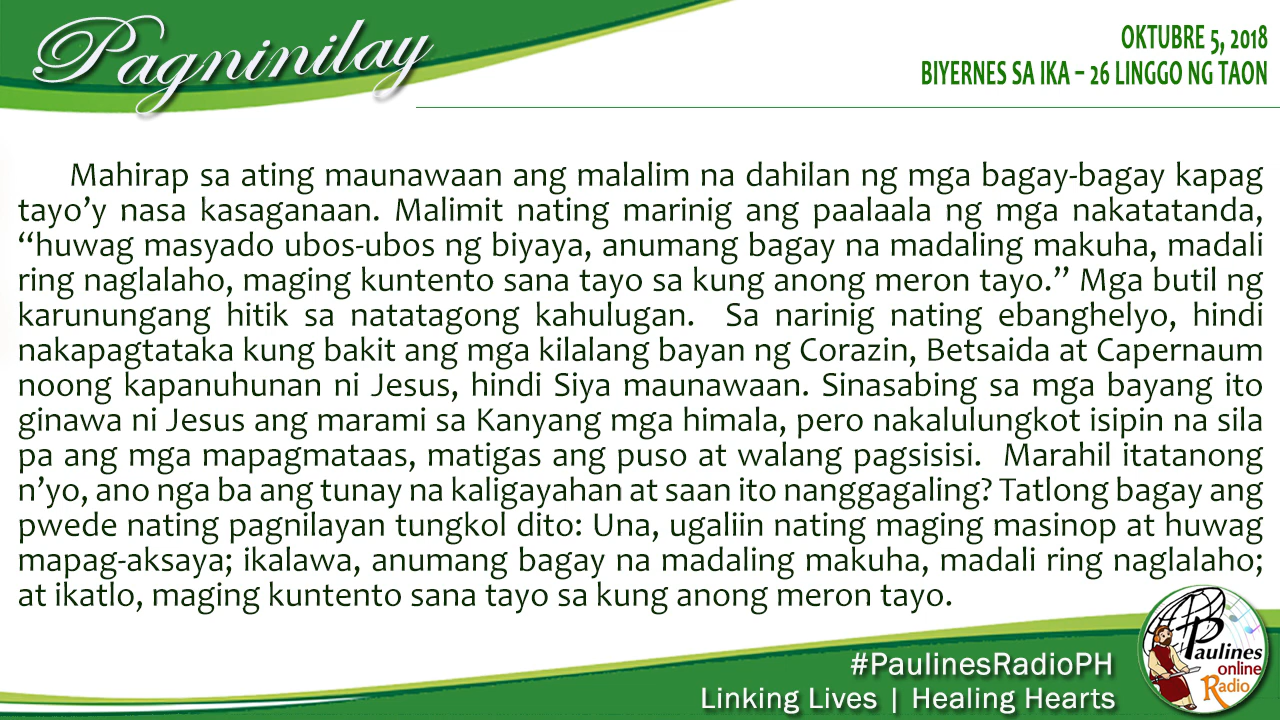 Pagninilay
OKTUBRE 5, 2018
BIYERNES SA IKA – 26 LINGGO NG TAON
Mahirap sa ating maunawaan ang malalim na dahilan ng mga bagay-bagay kapag
tayo’y nasa kasaganaan. Malimit nating marinig ang paalaala ng mga nakatatanda,
“huwag masyado ubos-ubos ng biyaya, anumang bagay na madaling makuha, madali
ring naglalaho, maging kuntento sana tayo sa kung anong meron tayo.” Mga butil ng
karunungang hitik sa natatagong kahulugan. Sa narinig nating ebanghelyo, hindi
nakapagtataka kung bakit ang mga kilalang bayan ng Corazin, Betsaida at Capernaum
noong kapanuhunan ni Jesus, hindi Siya maunawaan. Sinasabing sa mga bayang ito
ginawa ni Jesus ang marami sa Kanyang mga himala, pero nakalulungkot isipin na sila
pa ang mga mapagmataas, matigas ang puso at walang pagsisisi. Marahil itatanong
n’yo, ano nga ba ang tunay na kaligayahan at saan ito nanggagaling? Tatlong bagay ang
pwede nating pagnilayan tungkol dito: Una, ugaliin nating maging masinop at huwag
mapag-aksaya; ikalawa, anumang bagay na madaling makuha, madali ring naglalaho;
at ikatlo, maging kuntento sana tayo sa kung anong meron tayo.
#PaulinesRadioPH
Linking Lives | Healing Hearts
Paulines
online
Radio